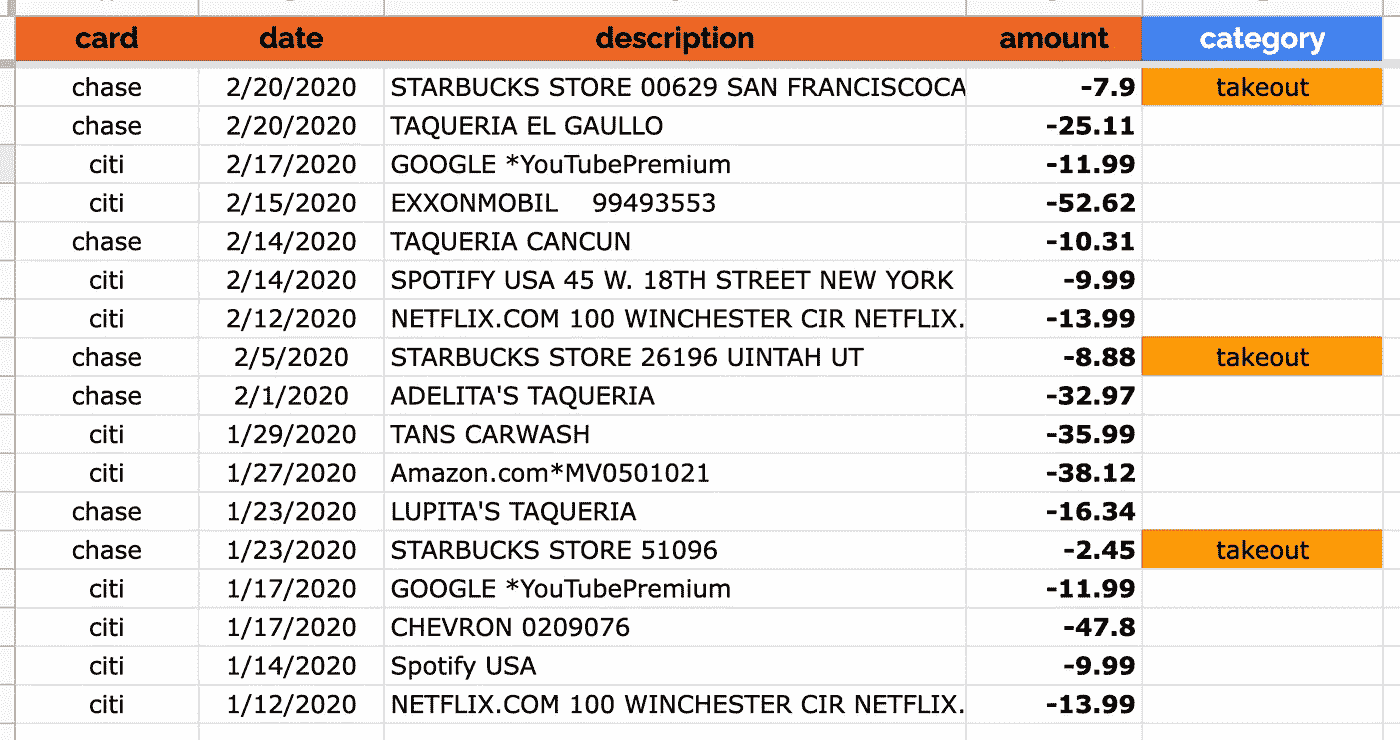 card date description amount category
chase 2/20/2020 STARBUCKS STORE 00629 SAN FRANCISCOCA -7.9 takeout
chase 2/20/2020 TAQUERIA EL GAULLO -25.11
citi 2/17/2020 GOOGLE *YouTubePremium -11.99
citi 2/15/2020 EXXONMOBIL 99493553 -52.62
chase 2/14/2020 TAQUERIA CANCUN -10.31
citi 2/14/2020 SPOTIFY USA 45 W. 18TH STREET NEW YORK -9.99
citi 2/12/2020 NETFLIX.COM 100 WINCHESTER CIR NETFLIX. -13.99
chase 2/5/2020 STARBUCKS STORE 26196 UINTAH UT -8.88 takeout
chase 2/1/2020 ADELITA'S TAQUERIA -32.97
citi 1/29/2020 TANS CARWASH -35.99
citi 1/27/2020 Amazon.com*MV0501021 -38.12
chase 1/23/2020 LUPITA'S TAQUERIA -16.34
chase 1/23/2020 STARBUCKS STORE 51096 -2.45 takeout
citi 1/17/2020 GOOGLE *YouTubePremium -11.99
citi 1/17/2020 CHEVRON 0209076 -47.8
citi 1/14/2020 Spotify USA -9.99
citi 1/12/2020 NETFLIX.COM 100 WINCHESTER CIR NETFLIX. -13.99